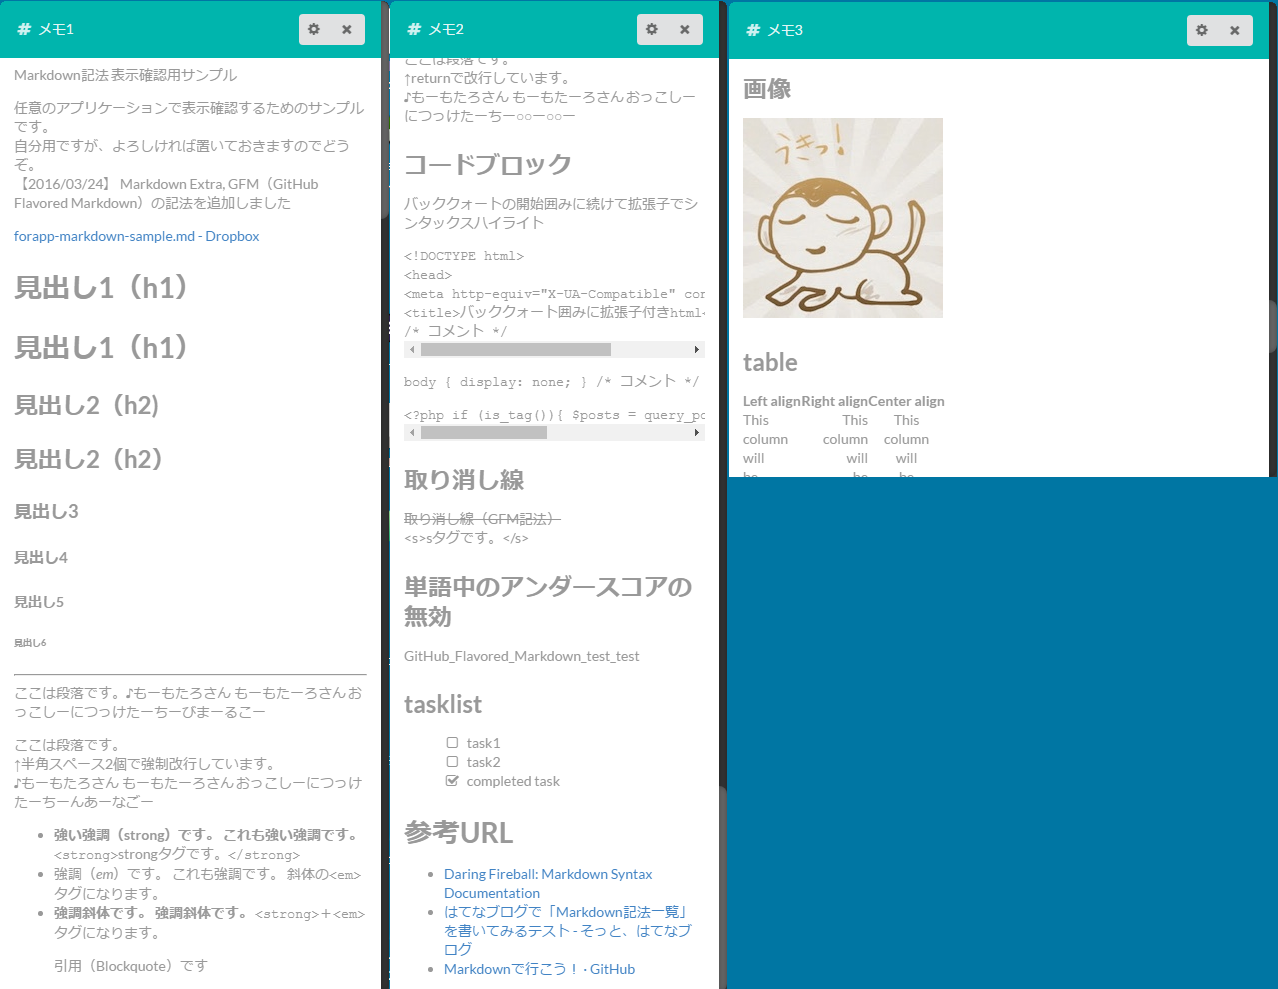 メモ1
Markdown記法 表示確認用サンプル
任意のアプリケーションで表示確認するためのサンプル
です。
自分用ですが、よろしければ置いておきますのでどう
ぞ。
【2016/03/24】 Markdown Extra, GFM（GitHub
Flavored Markdown）の記法を追加しました
forapp-markdown-sample.md - Dropbox
見出し1（h1）
見出し1（h1）
見出し2（h2)
見出し2（h2）
見出し3
見出し4
見出し5
見出し6
ここは段落です。♪もーもたろさん もーもたーろさん お
っこしーにつっけたーちーびまーるこー
ここは段落です。
↑半角スペース2個で強制改行しています。
♪もーもたろさん もーもたーろさん おっこしーにつっけ
たーちーんあーなごー
強い強調（strong）です。 これも強い強調です。
<strong>strongタグです。</strong>
強調（em）です。 これも強調です。 斜体の<em>
タグになります。
強調斜体です。 強調斜体です。 <strong>＋<em>
タグになります。
引用（Blockquote）です
メモ2
ここは段落です。
↑returnで改行しています。
♪もーもたろさん もーもたーろさん おっこしー
につっけたーちー○○ー○○ー
コードブロック
バッククォートの開始囲みに続けて拡張子でシ
ンタックスハイライト
<!DOCTYPE html>
<head>
<meta http-equiv="X-UA-Compatible" con
<title>バッククォート囲みに拡張子付きhtml<
/* コメント */
body { display: none; } /* コメント */
<?php if (is_tag()){ $posts = query_po
取り消し線
取り消し線（GFM記法）
<s>sタグです。</s>
単語中のアンダースコアの
無効
GitHub_Flavored_Markdown_test_test
tasklist
task1
task2
completed task
参考URL
Daring Fireball: Markdown Syntax
Documentation
はてなブログで「Markdown記法一覧」
を書いてみるテスト - そっと、はてなブ
ログ
Markdownで行こう！ · GitHub
メモ3
画像
うきっ！
table
Left align Right align Center align
This This This
column column column
will will will
be be be